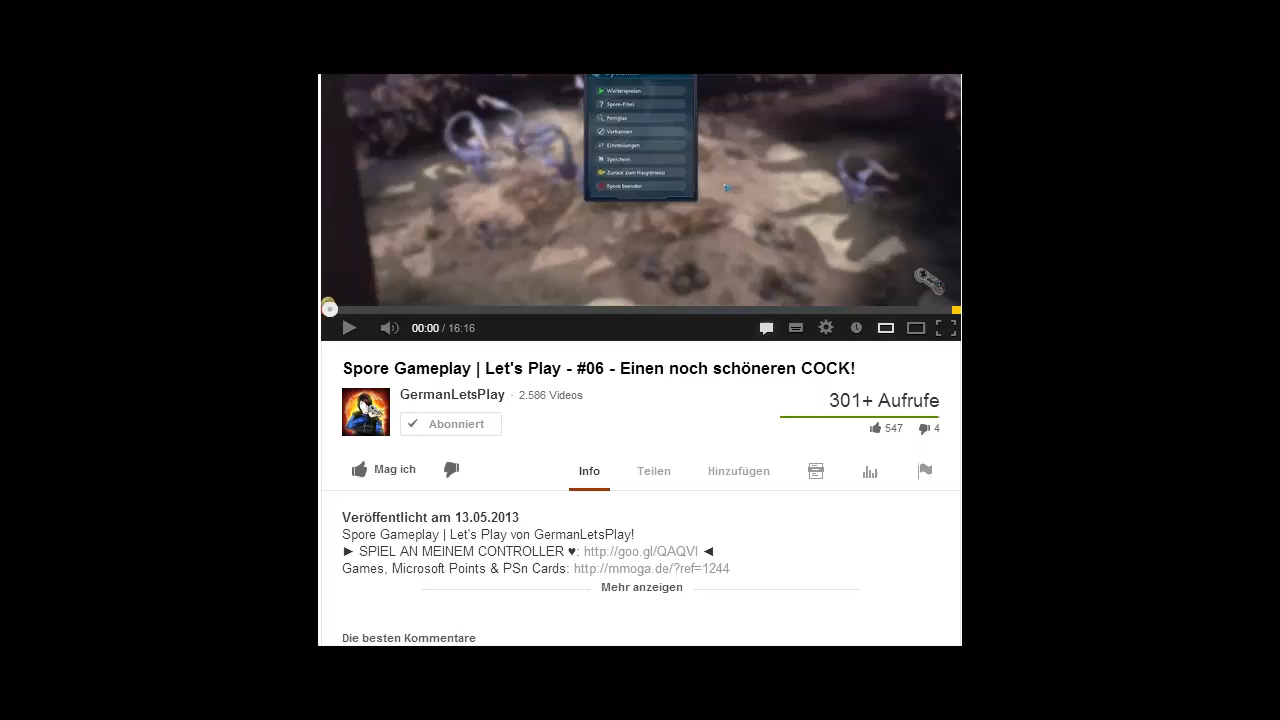 Optionen
Weiterspielen
Spore-Fibel
Fernglas
Verbannen
Einstellungen
Speichern
Zurück zum Hauptmenü
Spore beenden
00:00 / 16:16
Spore Gameplay | Let's Play - #06 - Einen noch schöneren COCK!
GermanLetsPlay · 2.586 Videos
Abonniert
301+ Aufrufe
547 4
Mag ich
Info Teilen Hinzufügen
Veröffentlicht am 13.05.2013
Spore Gameplay | Let's Play von GermanLetsPlay!
► SPIEL AN MEINEM CONTROLLER ♥: http://goo.gl/QAQVl ◄
Games, Microsoft Points & PSn Cards: http://mmoga.de/?ref=1244
Mehr anzeigen
Die besten Kommentare